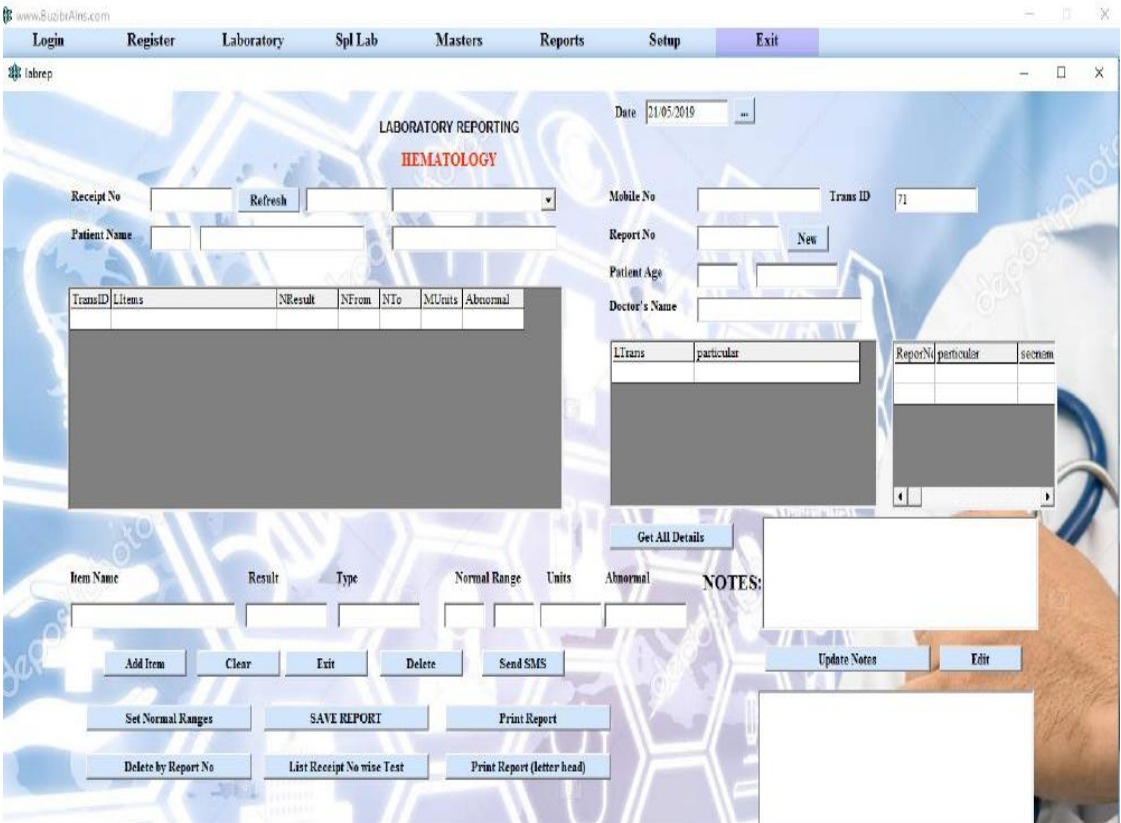 www.BuzibrAIns.com
Login Register Laboratory Spl Lab Masters Reports Setup Exit
labrep
Date 21/05/2019 ...
LABORATORY REPORTING
HEMATOLOGY
Receipt No Refresh Mobile No Trans ID 71
Patient Name Report No New
Patient Age
Doctor's Name
TransID LItems NResult NFrom NTo MUnits Abnormal
LTrans particular
ReporNo particular secnam
Get All Details
Item Name Result Type Normal Range Units Abnormal NOTES:
Add Item Clear Exit Delete Send SMS Update Notes Edit
Set Normal Ranges SAVE REPORT Print Report
Delete by Report No List Receipt No wise Test Print Report (letter head)
depositphoto